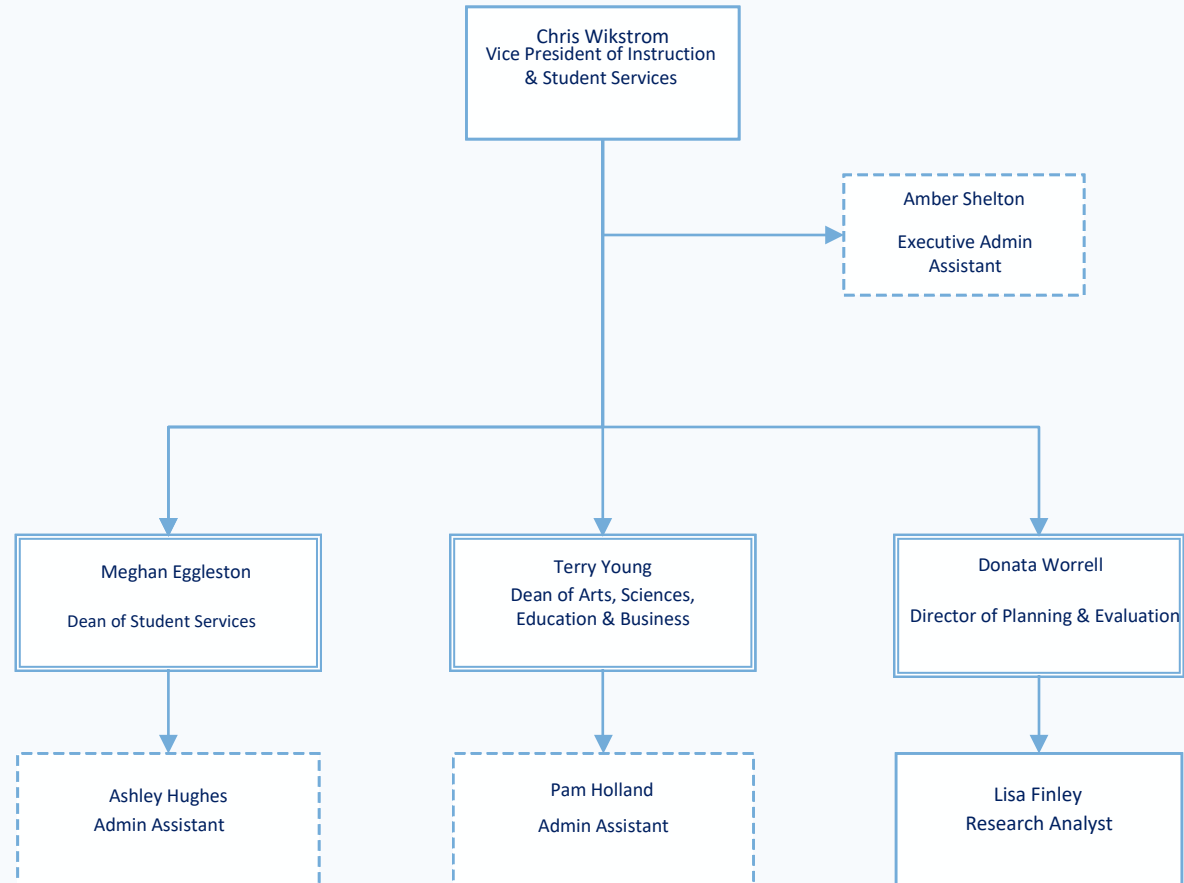 Chris Wikstrom
Vice President of Instruction
& Student Services
Amber Shelton
Executive Admin
Assistant
Meghan Eggleston
Dean of Student Services
Terry Young
Dean of Arts, Sciences,
Education & Business
Donata Worrell
Director of Planning & Evaluation
Ashley Hughes
Admin Assistant
Pam Holland
Admin Assistant
Lisa Finley
Research Analyst